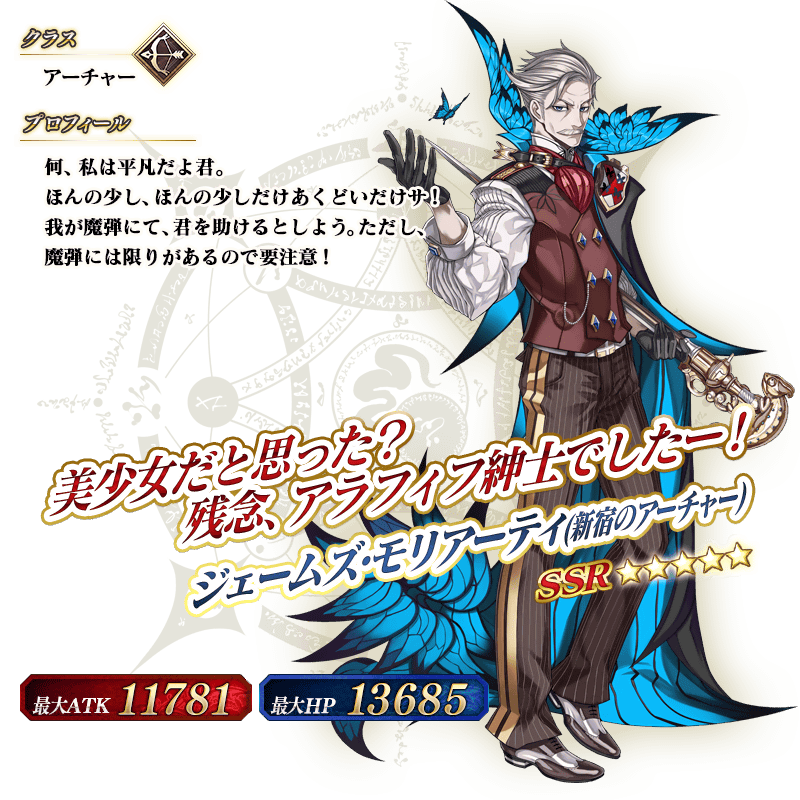 クラス
アーチャー
プロフィール
何、私は平凡だよ君。
ほんの少し、ほんの少しだけあくどいだけサ！
我が魔弾にて、君を助けるとしよう。ただし、
魔弾には限りがあるので要注意！
美少女だと思った？
残念、アラフィフ紳士でしたー！
ジェームズ・モリアーティ(新宿のアーチャー)
SSR ★★★★★
最大ATK 11781
最大HP 13685